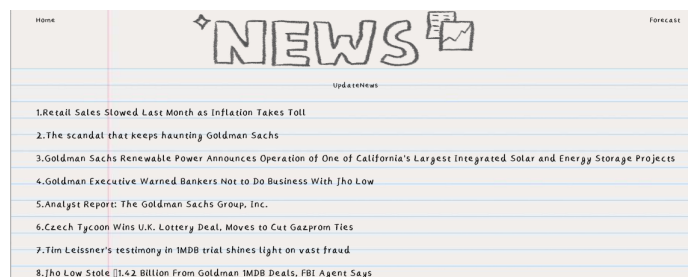 Home
Forecast
NEWS
UpdateNews
1.Retail Sales Slowed Last Month as Inflation Takes Toll
2.The scandal that keeps haunting Goldman Sachs
3.Goldman Sachs Renewable Power Announces Operation of One of California's Largest Integrated Solar and Energy Storage Projects
4.Goldman Executive Warned Bankers Not to Do Business With Jho Low
5.Analyst Report: The Goldman Sachs Group, Inc.
6.Czech Tycoon Wins U.K. Lottery Deal, Moves to Cut Gazprom Ties
7.Tim Leissner's testimony in 1MDB trial shines light on vast fraud
8.Jho Low Stole ▯1.42 Billion From Goldman 1MDB Deals, FBI Agent Says